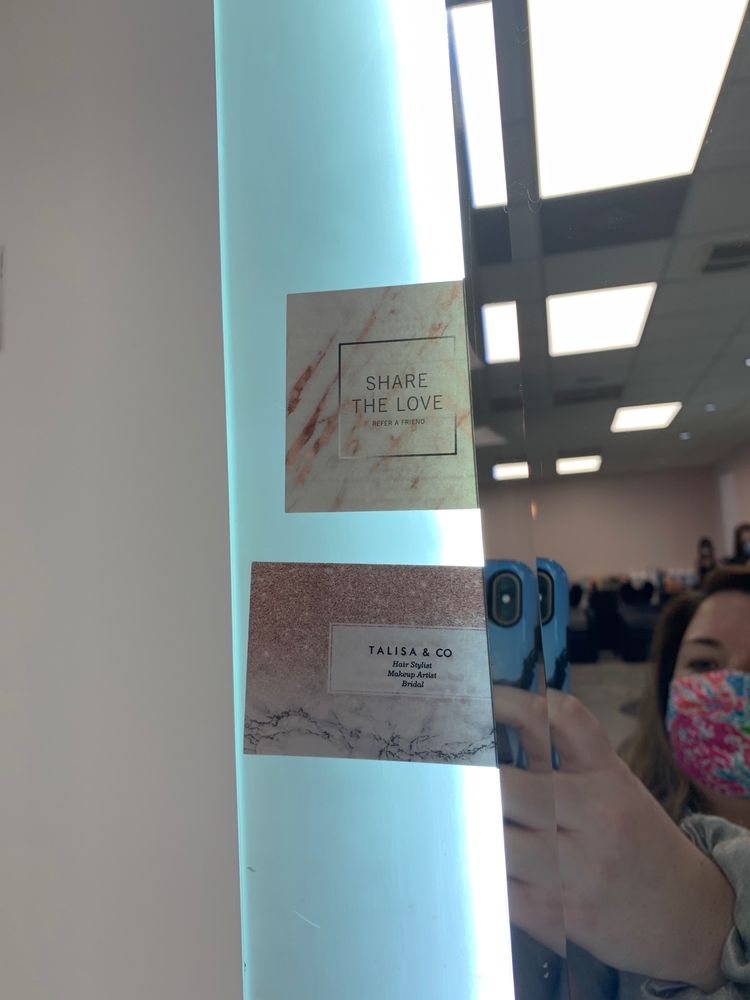 SHARE
THE LOVE
REFER A FRIEND
TALISA & CO
Hair Stylist
Makeup Artist
Bridal